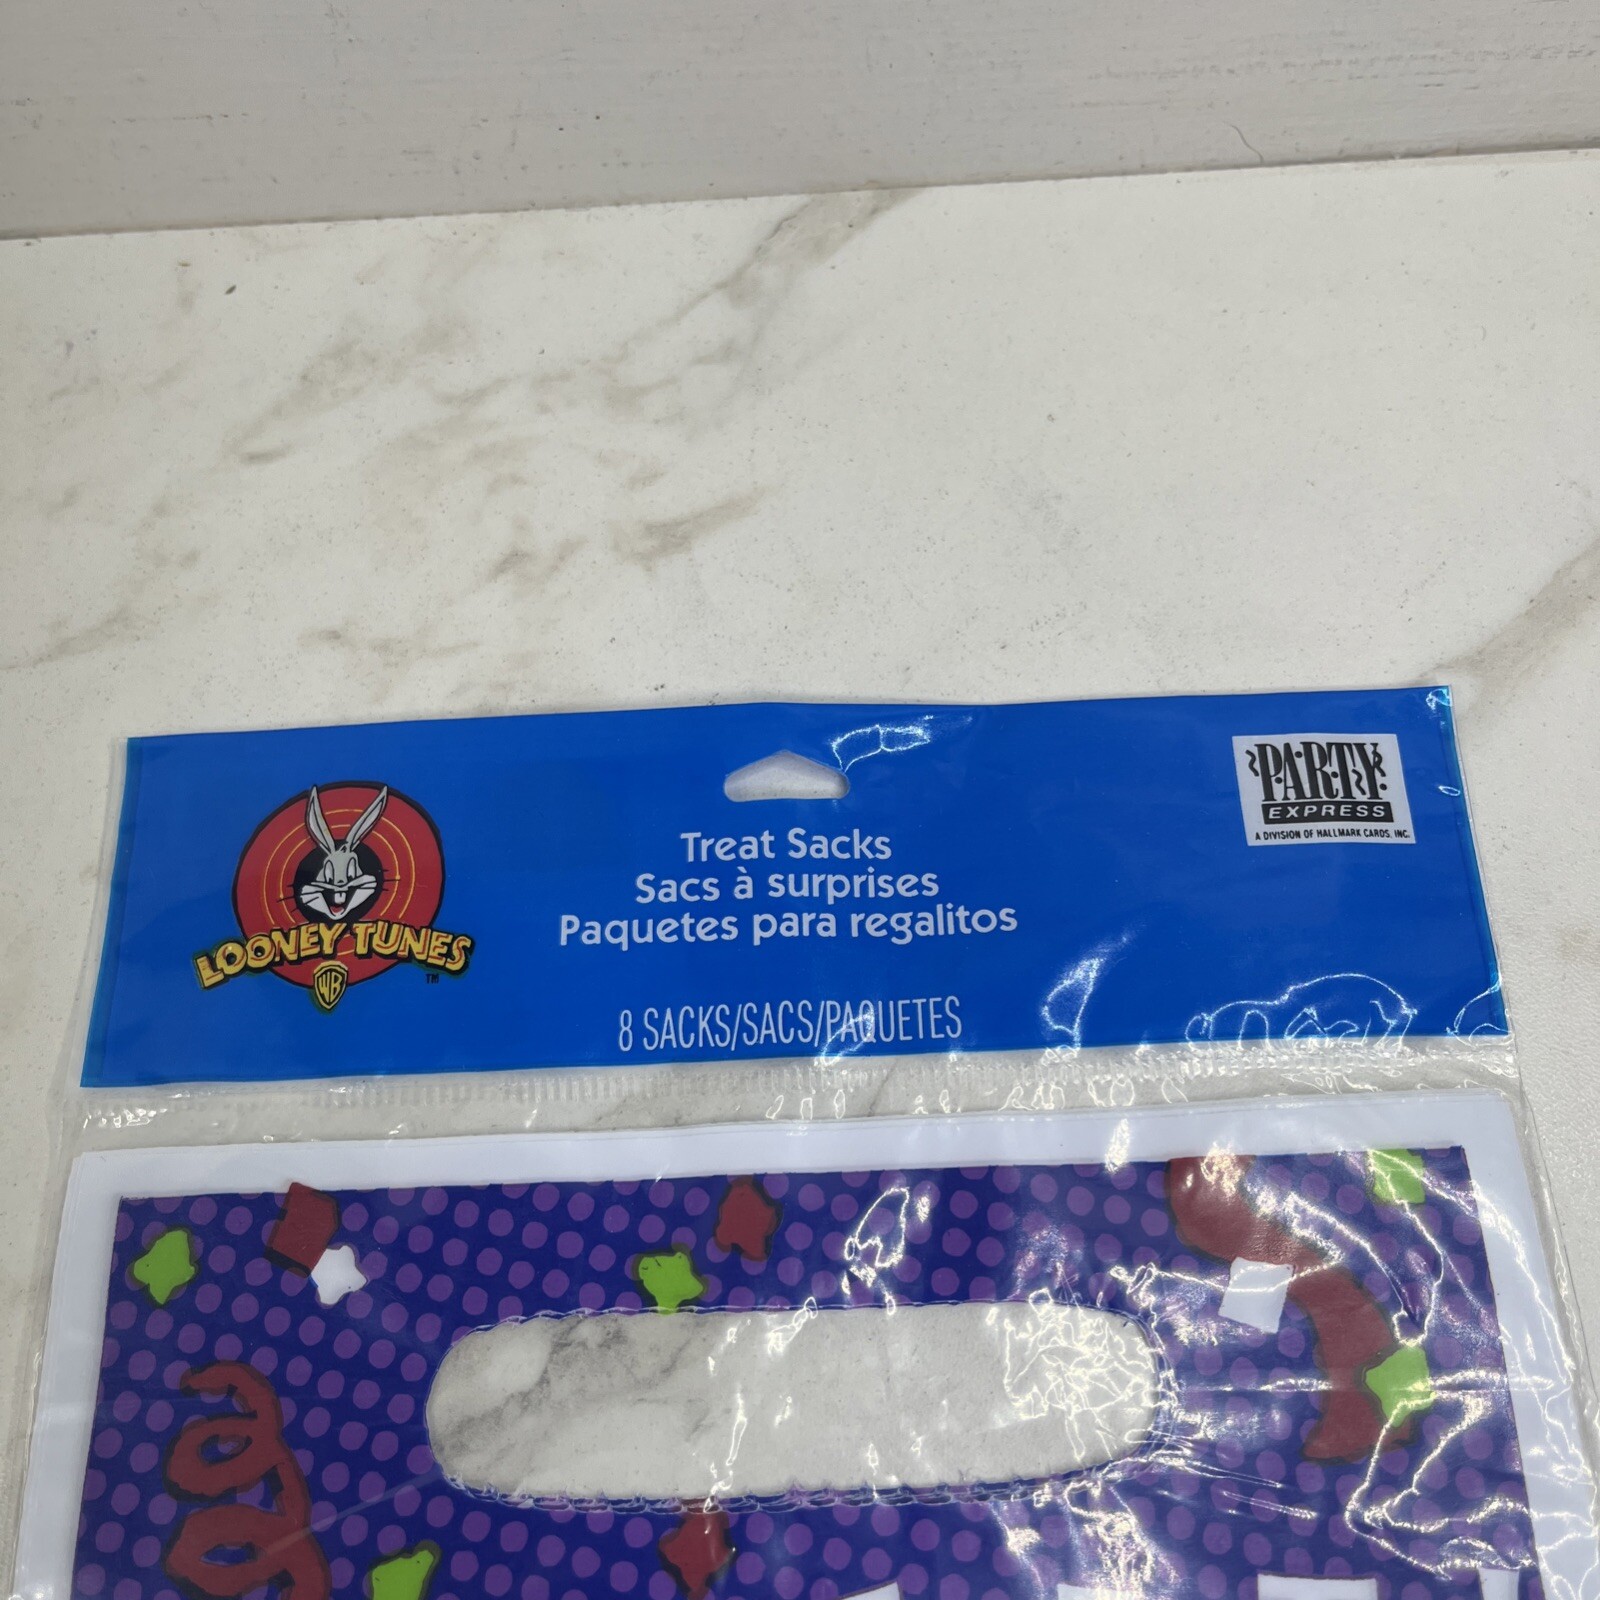 LOONEY TUNES
WB
TM
Treat Sacks
Sacs à surprises
Paquetes para regalitos
8 SACKS/SACS/PAQUETES
PARTY
EXPRESS
A DIVISION OF HALLMARK CARDS, INC.